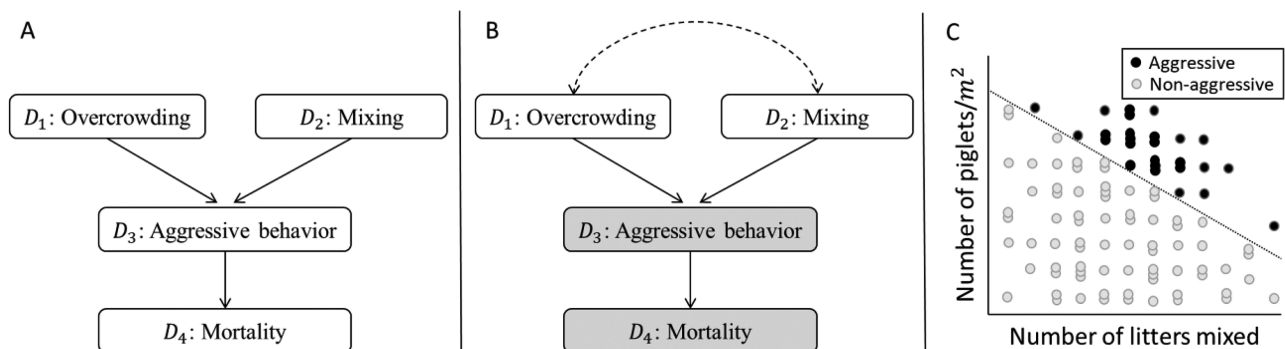 A
D₁: Overcrowding
D₂: Mixing
D₃: Aggressive behavior
D₄: Mortality
B
D₁: Overcrowding
D₂: Mixing
D₃: Aggressive behavior
D₄: Mortality
C
Number of piglets/m²
Aggressive
Non-aggressive
Number of litters mixed